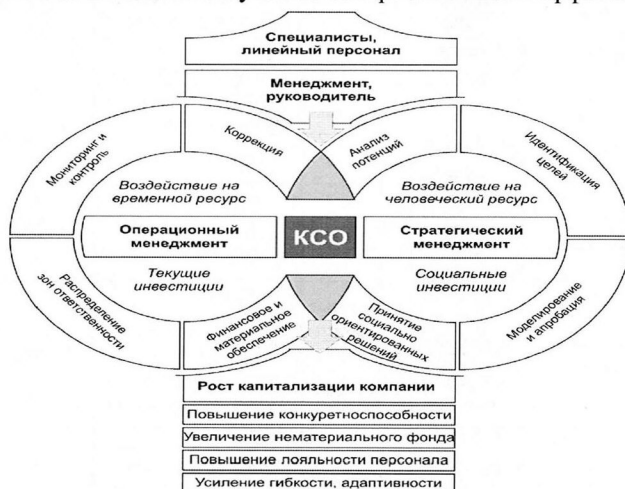 Специалисты,
линейный персонал
Менеджмент,
руководитель
Мониторинг и
контроль
Коррекция
Анализ
потенций
Идентификация
целей
Воздействие на
временной ресурс
Воздействие на
человеческий ресурс
Операционный
менеджмент
КСО
Стратегический
менеджмент
Текущие
инвестиции
Социальные
инвестиции
Распределение
зон ответственности
Финансовое и
материальное
обеспечение
Принятие
социально
ориентированных
решений
Моделирование
и апробация
Рост капитализации компании
Повышение конкуретноспособности
Увеличение нематериального фонда
Повышение лояльности персонала
Усиление гибкости, адаптивности